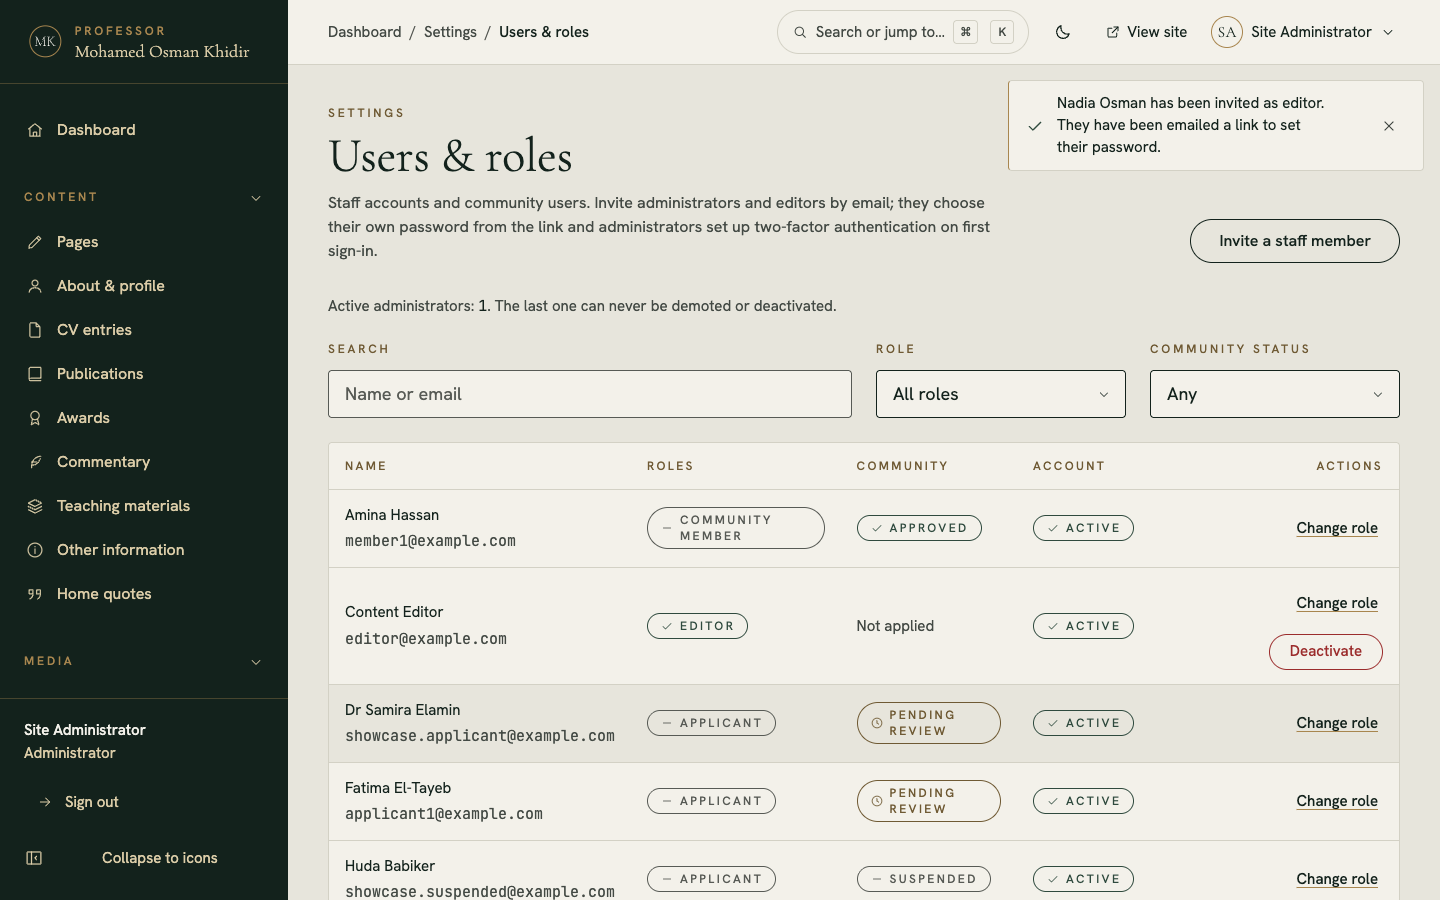 MK
PROFESSOR
Mohamed Osman Khidir
Dashboard
CONTENT
Pages
About & profile
CV entries
Publications
Awards
Commentary
Teaching materials
Other information
Home quotes
MEDIA
Site Administrator
Administrator
Sign out
Collapse to icons
Dashboard / Settings / Users & roles
Search or jump to... ⌘ K
View site
SA Site Administrator
Nadia Osman has been invited as editor.
They have been emailed a link to set
their password.
SETTINGS
Users & roles
Staff accounts and community users. Invite administrators and editors by email; they choose
their own password from the link and administrators set up two-factor authentication on first
sign-in.
Invite a staff member
Active administrators: 1. The last one can never be demoted or deactivated.
SEARCH
Name or email
ROLE
All roles
COMMUNITY STATUS
Any
NAME ROLES COMMUNITY ACCOUNT ACTIONS
Amina Hassan
member1@example.com
COMMUNITY
MEMBER
APPROVED
ACTIVE
Change role
Content Editor
editor@example.com
EDITOR
Not applied
ACTIVE
Change role
Deactivate
Dr Samira Elamin
showcase.applicant@example.com
APPLICANT
PENDING
REVIEW
ACTIVE
Change role
Fatima El-Tayeb
applicant1@example.com
APPLICANT
PENDING
REVIEW
ACTIVE
Change role
Huda Babiker
showcase.suspended@example.com
APPLICANT
SUSPENDED
ACTIVE
Change role